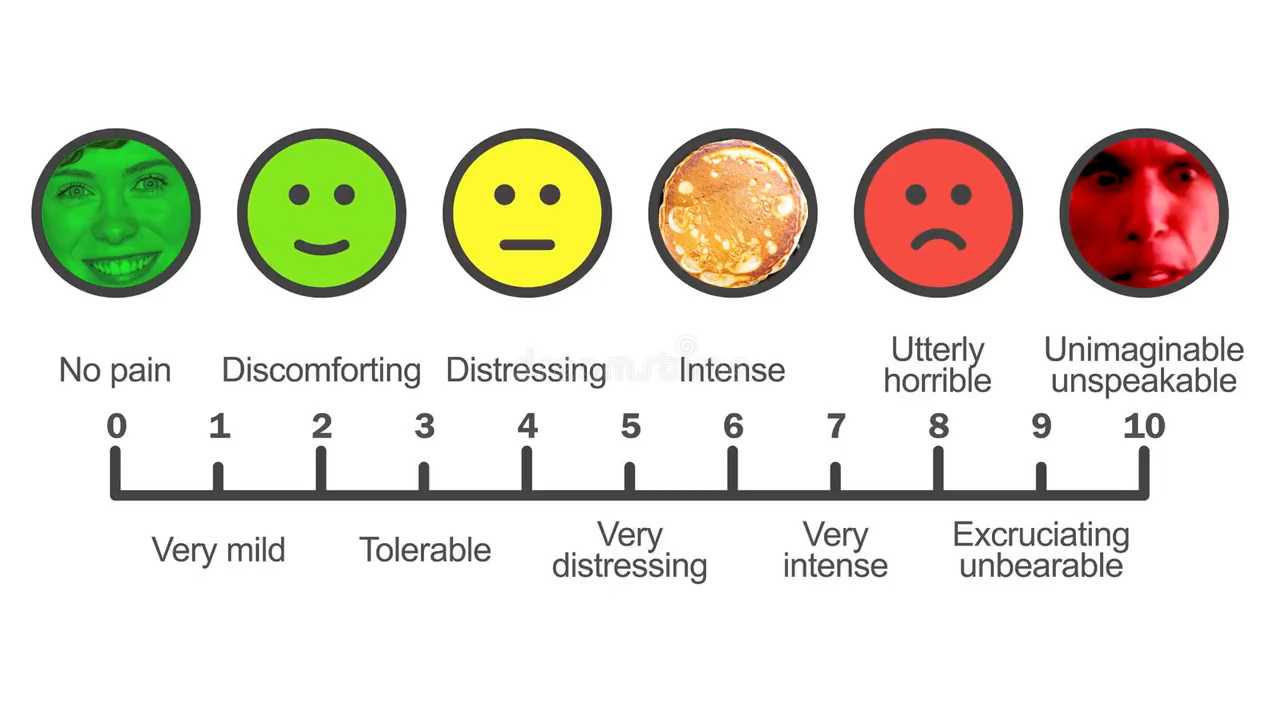 No pain
Discomforting
Distressing
Intense
Utterly
horrible
Unimaginable
unspeakable
0 1 2 3 4 5 6 7 8 9 10
Very mild
Tolerable
Very
distressing
Very
intense
Excruciating
unbearable